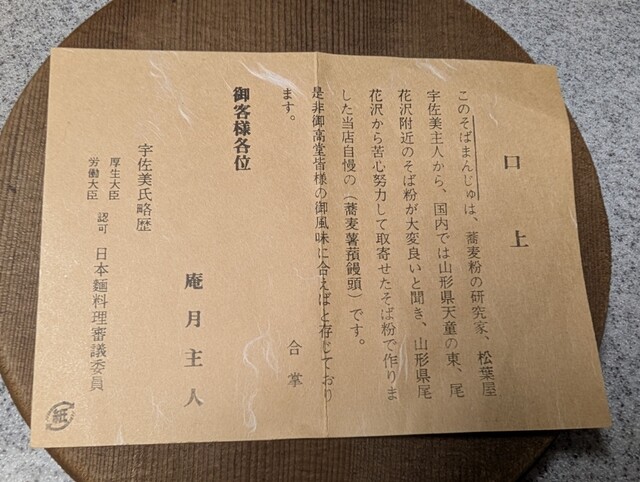 口上
このそばまんじゅは、蕎麦粉の研究家、松葉屋
宇佐美主人から、国内では山形県天童の東、尾
花沢附近のそば粉が大変良いと聞き、山形県尾
花沢から苦心努力して取寄せたそば粉で作りま
した当店自慢の（蕎麦薯蕷饅頭）です。
是非御高堂皆様の御風味に合えばと存じており
ます。
合掌
御客様各位
庵月主人
宇佐美氏略歴
厚生大臣
労働大臣
認可 日本麺料理審議委員
紙